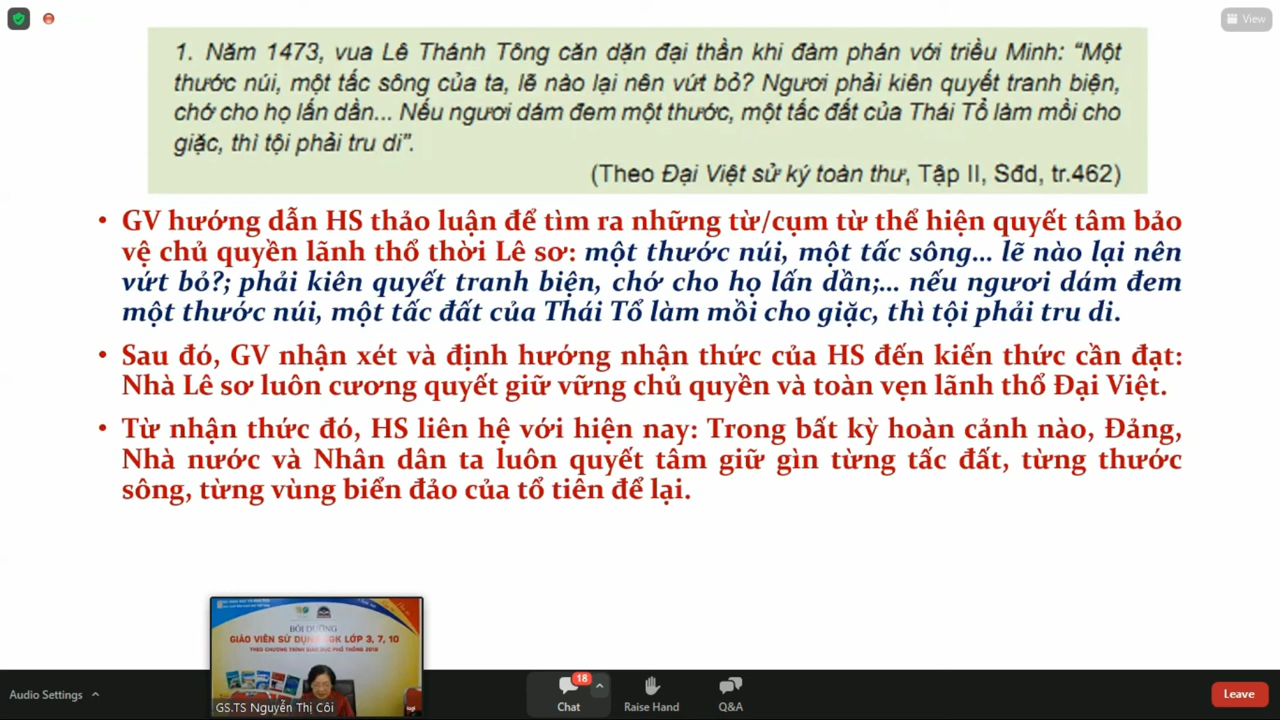 View
1. Năm 1473, vua Lê Thánh Tông căn dặn đại thần khi đàm phán với triều Minh: “Một
thước núi, một tấc sông của ta, lẽ nào lại nên vứt bỏ? Ngươi phải kiên quyết tranh biện,
chớ cho họ lấn dần... Nếu ngươi dám đem một thước, một tấc đất của Thái Tổ làm mồi cho
giặc, thì tội phải tru di”.
(Theo Đại Việt sử ký toàn thư, Tập II, Sđd, tr.462)
• GV hướng dẫn HS thảo luận để tìm ra những từ/cụm từ thể hiện quyết tâm bảo
vệ chủ quyền lãnh thổ thời Lê sơ: một thước núi, một tấc sông... lẽ nào lại nên
vứt bỏ?; phải kiên quyết tranh biện, chớ cho họ lấn dần;... nếu ngươi dám đem
một thước núi, một tấc đất của Thái Tổ làm mồi cho giặc, thì tội phải tru di.
• Sau đó, GV nhận xét và định hướng nhận thức của HS đến kiến thức cần đạt:
Nhà Lê sơ luôn cương quyết giữ vững chủ quyền và toàn vẹn lãnh thổ Đại Việt.
• Từ nhận thức đó, HS liên hệ với hiện nay: Trong bất kỳ hoàn cảnh nào, Đảng,
Nhà nước và Nhân dân ta luôn quyết tâm giữ gìn từng tấc đất, từng thước
sông, từng vùng biển đảo của tổ tiên để lại.
BỒI DƯỠNG
GIÁO VIÊN SỬ DỤNG SGK LỚP 3, 7, 10
THEO CHƯƠNG TRÌNH GIÁO DỤC PHỔ THÔNG 2018
GS.TS Nguyễn Thị Côi
Audio Settings
18
Chat
Raise Hand
Q&A
Leave